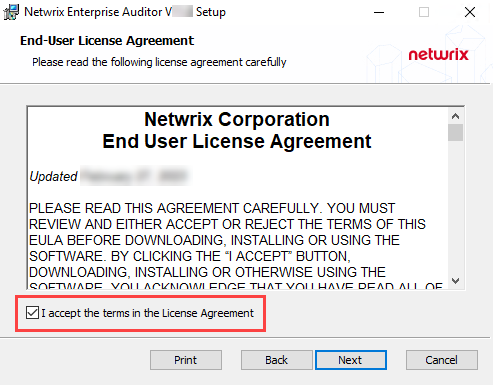 Netwrix Enterprise Auditor V Setup
End-User License Agreement
Please read the following license agreement carefully
netwrix
Netwrix Corporation
End User License Agreement
Updated
PLEASE READ THIS AGREEMENT CAREFULLY. YOU MUST
REVIEW AND EITHER ACCEPT OR REJECT THE TERMS OF THIS
EULA BEFORE DOWNLOADING, INSTALLING OR USING THE
SOFTWARE. BY CLICKING THE “I ACCEPT” BUTTON,
DOWNLOADING, INSTALLING OR OTHERWISE USING THE
SOFTWARE, YOU ACKNOWLEDGE THAT YOU HAVE READ ALL OF
I accept the terms in the License Agreement
Print
Back
Next
Cancel